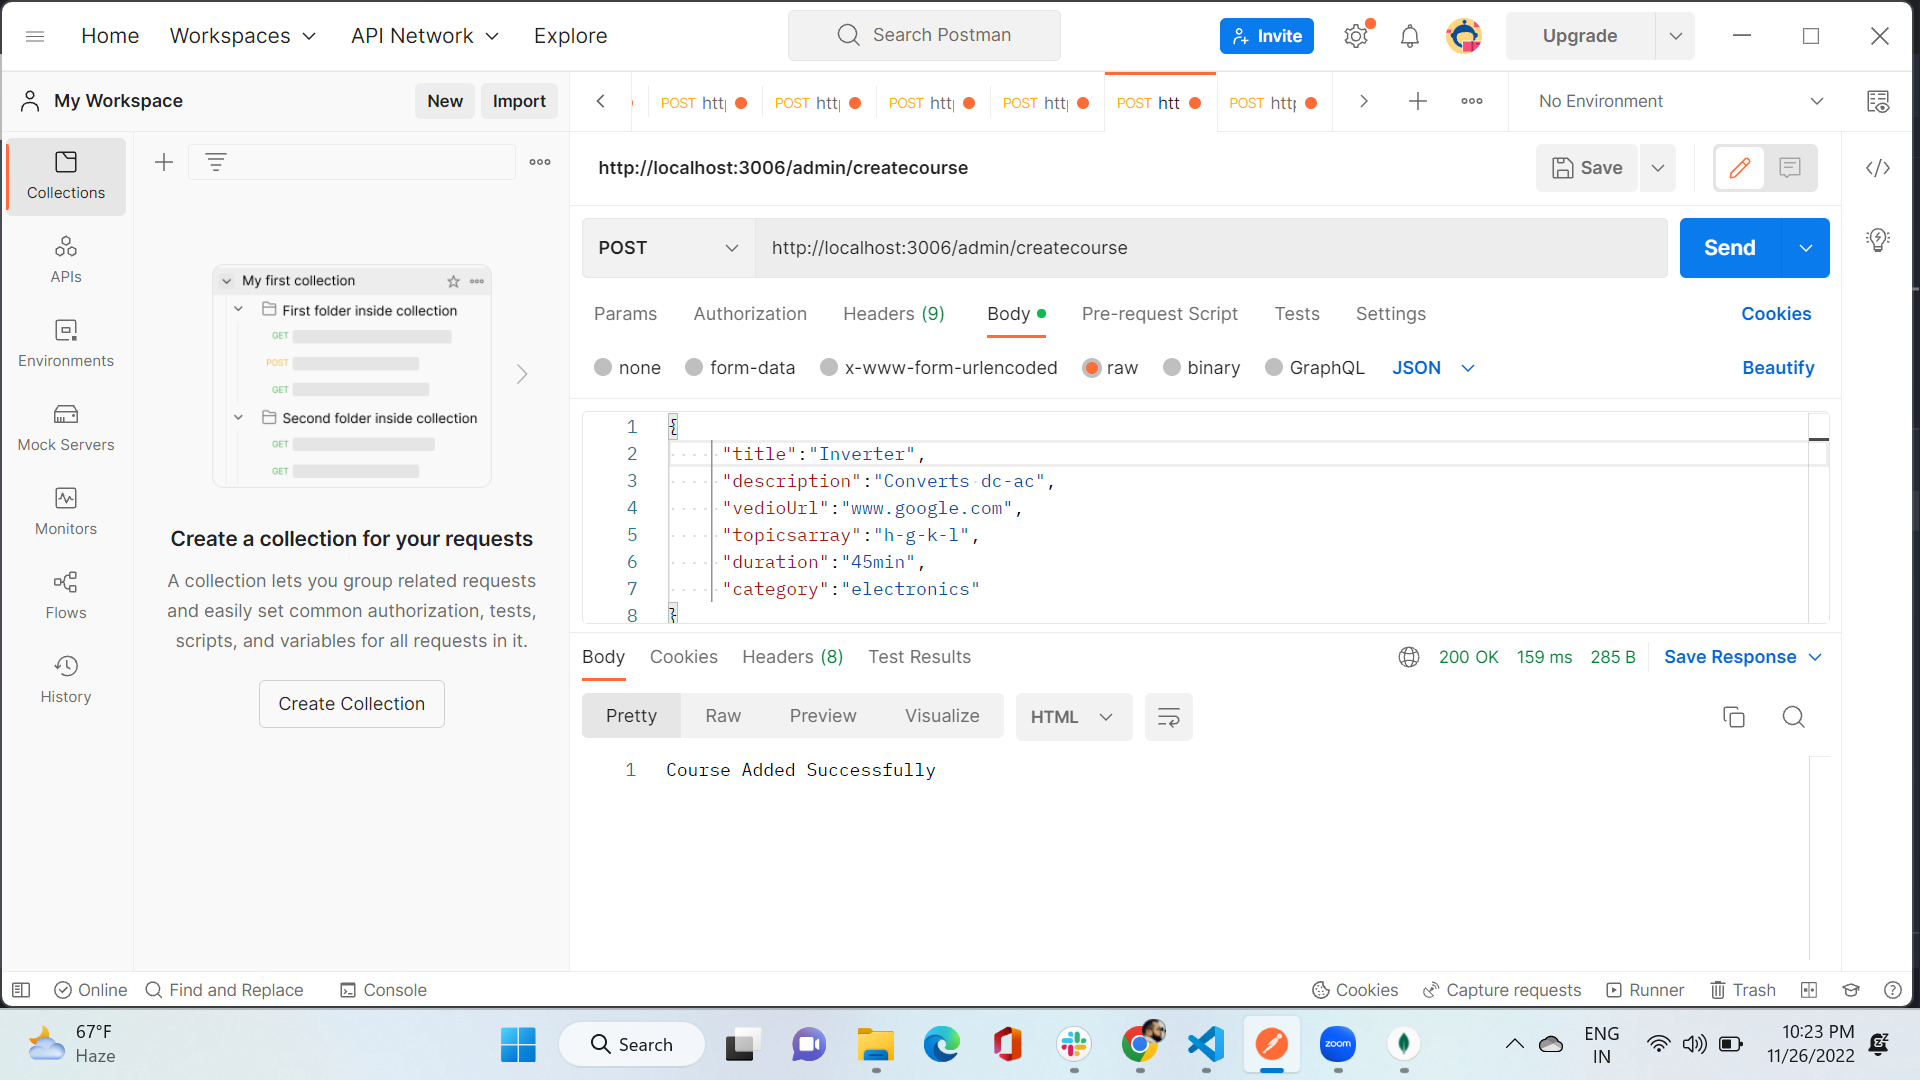 Home Workspaces API Network Explore Search Postman Invite Upgrade
My Workspace New Import POST POST POST POST POST htt POST No Environment
Collections
APIs
Environments
Mock Servers
Monitors
Flows
History
My first collection
First folder inside collection
GET
POST
GET
Second folder inside collection
GET
GET
Create a collection for your requests
A collection lets you group related requests
and easily set common authorization, tests,
scripts, and variables for all requests in it.
Create Collection
http://localhost:3006/admin/createcourse Save
POST http://localhost:3006/admin/createcourse Send
Params Authorization Headers (9) Body Pre-request Script Tests Settings Cookies
none form-data x-www-form-urlencoded raw binary GraphQL JSON Beautify
1 {
2 "title":"Inverter",
3 "description":"Converts dc-ac",
4 "vedioUrl":"www.google.com",
5 "topicsarray":"h-g-k-l",
6 "duration":"45min",
7 "category":"electronics"
8 }
Body Cookies Headers (8) Test Results 200 OK 159 ms 285 B Save Response
Pretty Raw Preview Visualize HTML
1 Course Added Successfully
Online Find and Replace Console Cookies Capture requests Runner Trash
67°F
Haze
Search
zoom
ENG
IN
10:23 PM
11/26/2022